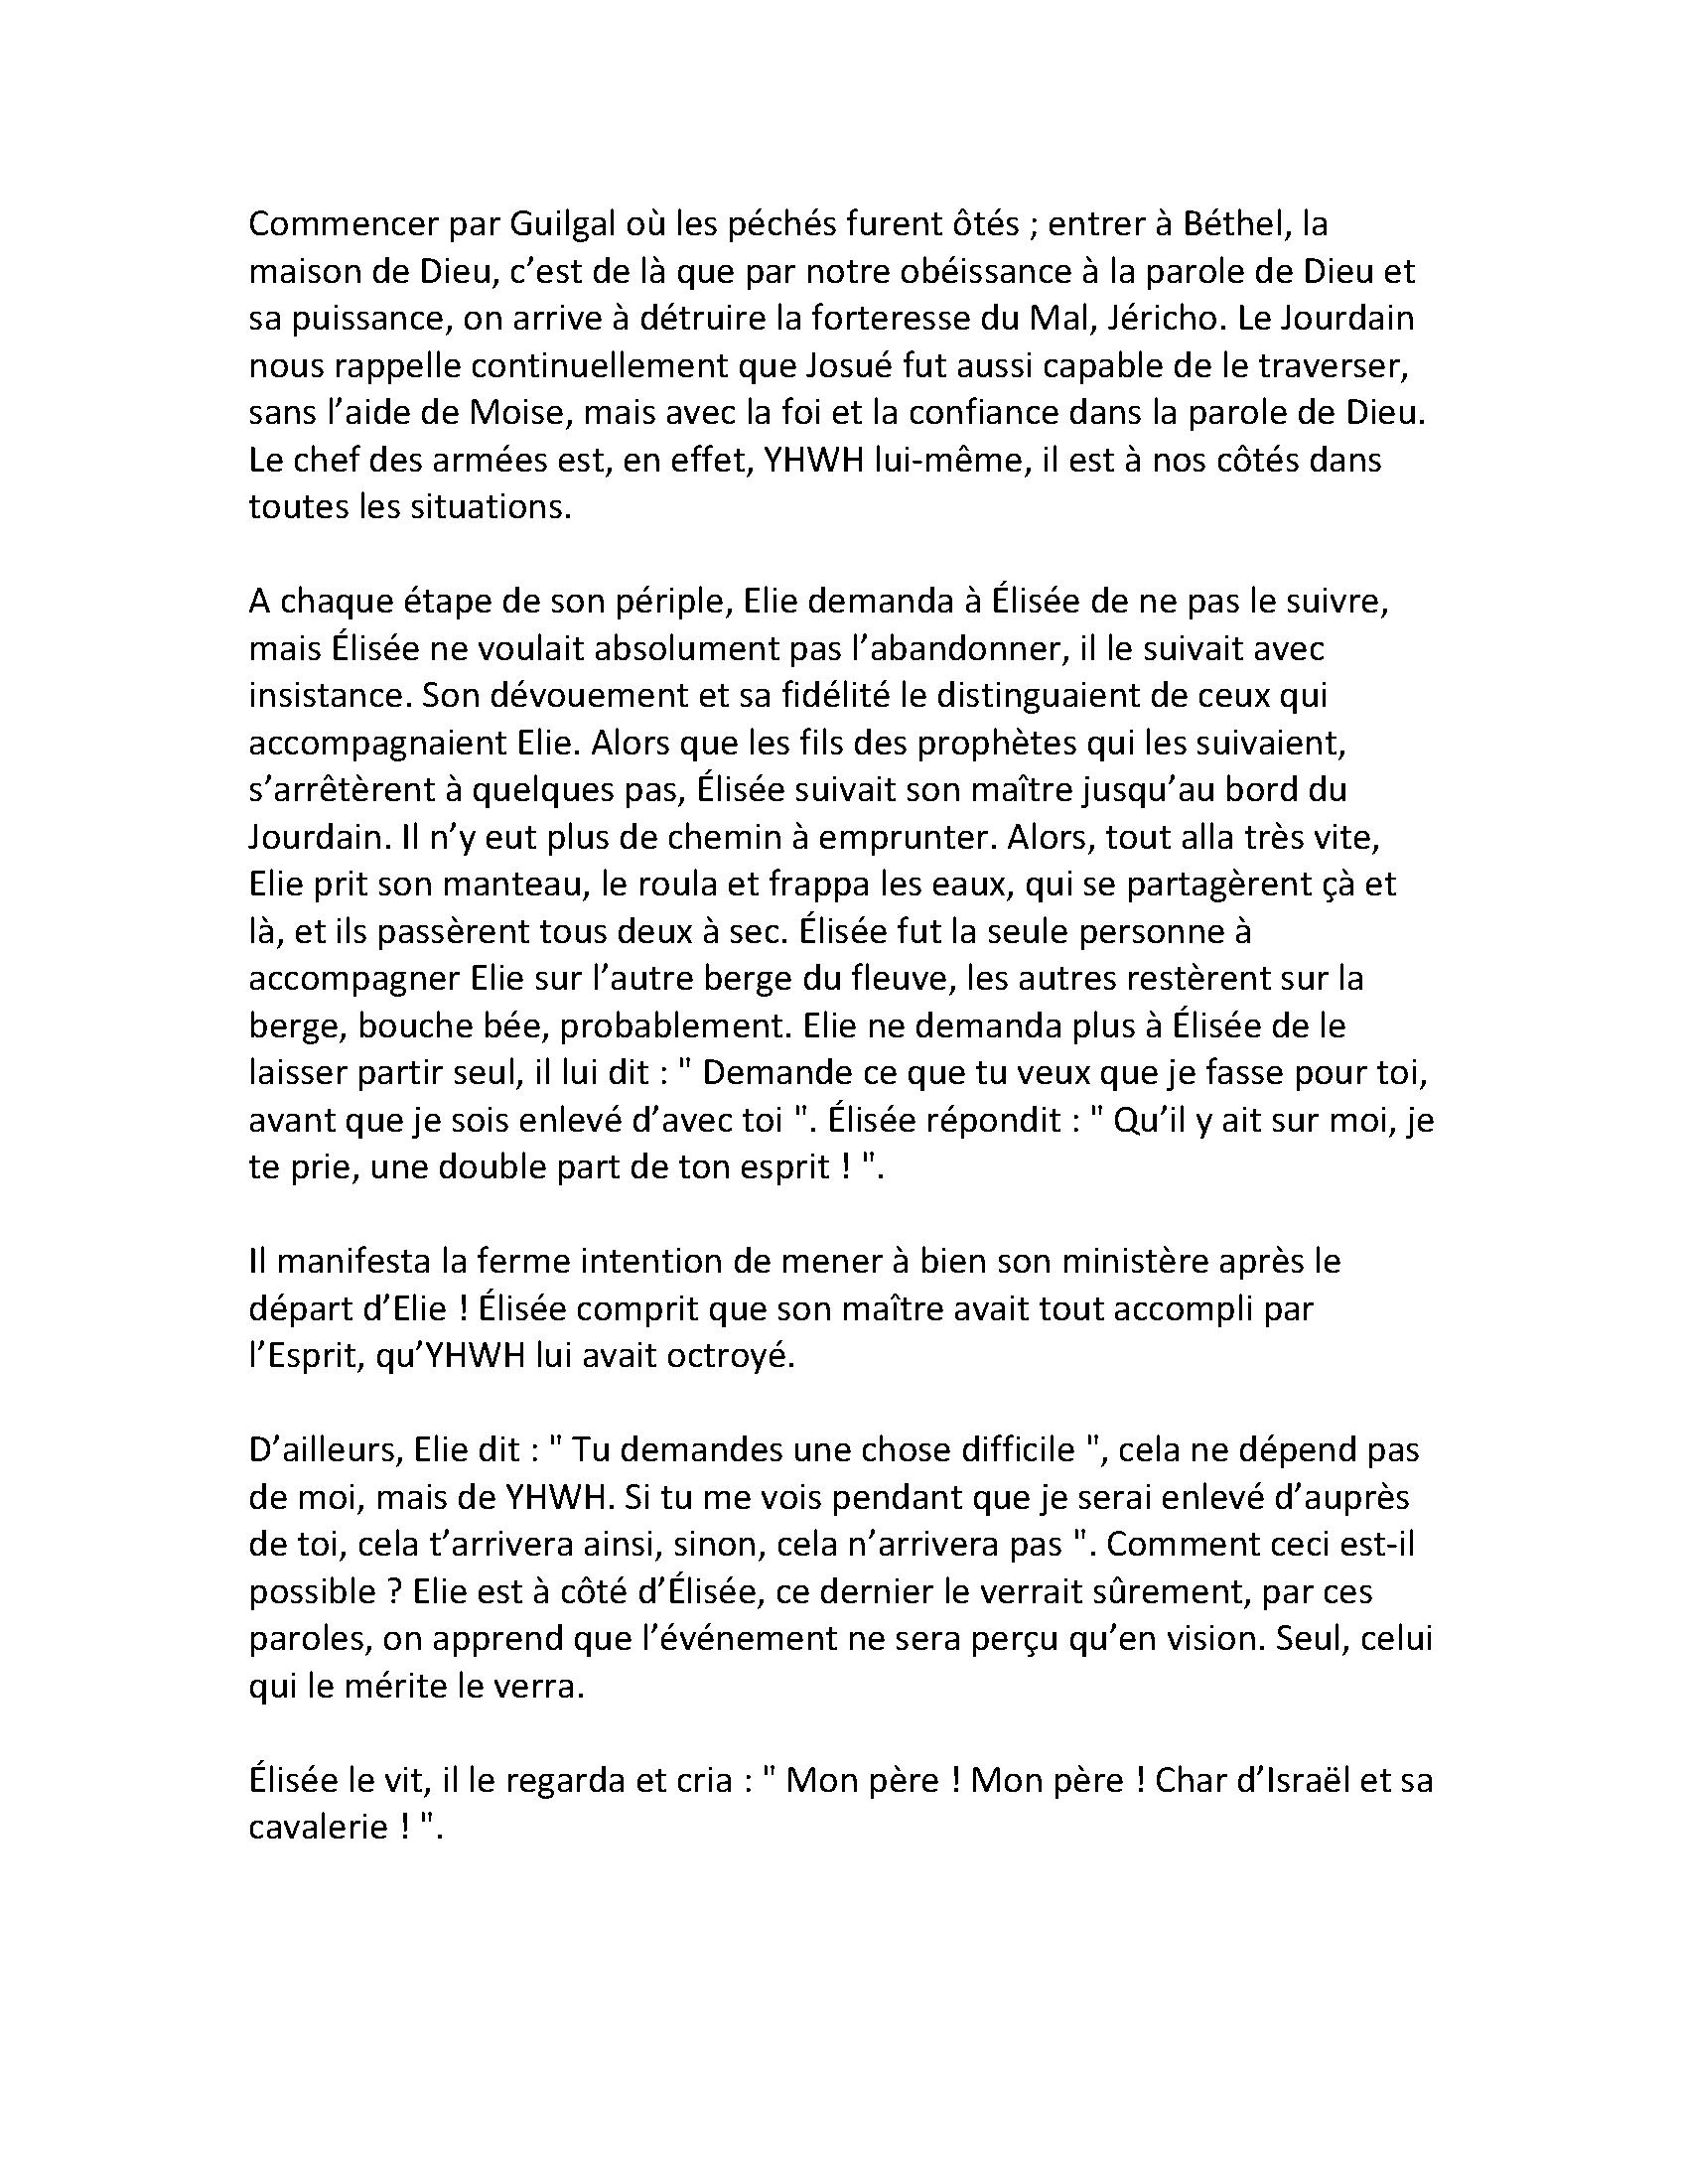 Commencer par Guilgal où les péchés furent ôtés ; entrer à Béthel, la
maison de Dieu, c’est de là que par notre obéissance à la parole de Dieu et
sa puissance, on arrive à détruire la forteresse du Mal, Jéricho. Le Jourdain
nous rappelle continuellement que Josué fut aussi capable de le traverser,
sans l’aide de Moise, mais avec la foi et la confiance dans la parole de Dieu.
Le chef des armées est, en effet, YHWH lui-même, il est à nos côtés dans
toutes les situations.

A chaque étape de son périple, Elie demanda à Élisée de ne pas le suivre,
mais Élisée ne voulait absolument pas l’abandonner, il le suivait avec
insistance. Son dévouement et sa fidélité le distinguaient de ceux qui
accompagnaient Elie. Alors que les fils des prophètes qui les suivaient,
s’arrêtèrent à quelques pas, Élisée suivait son maître jusqu’au bord du
Jourdain. Il n’y eut plus de chemin à emprunter. Alors, tout alla très vite,
Elie prit son manteau, le roula et frappa les eaux, qui se partagèrent çà et
là, et ils passèrent tous deux à sec. Élisée fut la seule personne à
accompagner Elie sur l’autre berge du fleuve, les autres restèrent sur la
berge, bouche bée, probablement. Elie ne demanda plus à Élisée de le
laisser partir seul, il lui dit : " Demande ce que tu veux que je fasse pour toi,
avant que je sois enlevé d’avec toi ". Élisée répondit : " Qu’il y ait sur moi, je
te prie, une double part de ton esprit ! ".

Il manifesta la ferme intention de mener à bien son ministère après le
départ d’Elie ! Élisée comprit que son maître avait tout accompli par
l’Esprit, qu’YHWH lui avait octroyé.

D’ailleurs, Elie dit : " Tu demandes une chose difficile ", cela ne dépend pas
de moi, mais de YHWH. Si tu me vois pendant que je serai enlevé d’auprès
de toi, cela t’arrivera ainsi, sinon, cela n’arrivera pas ". Comment ceci est-il
possible ? Elie est à côté d’Élisée, ce dernier le verrait sûrement, par ces
paroles, on apprend que l’événement ne sera perçu qu’en vision. Seul, celui
qui le mérite le verra.

Élisée le vit, il le regarda et cria : " Mon père ! Mon père ! Char d’Israël et sa
cavalerie ! ".